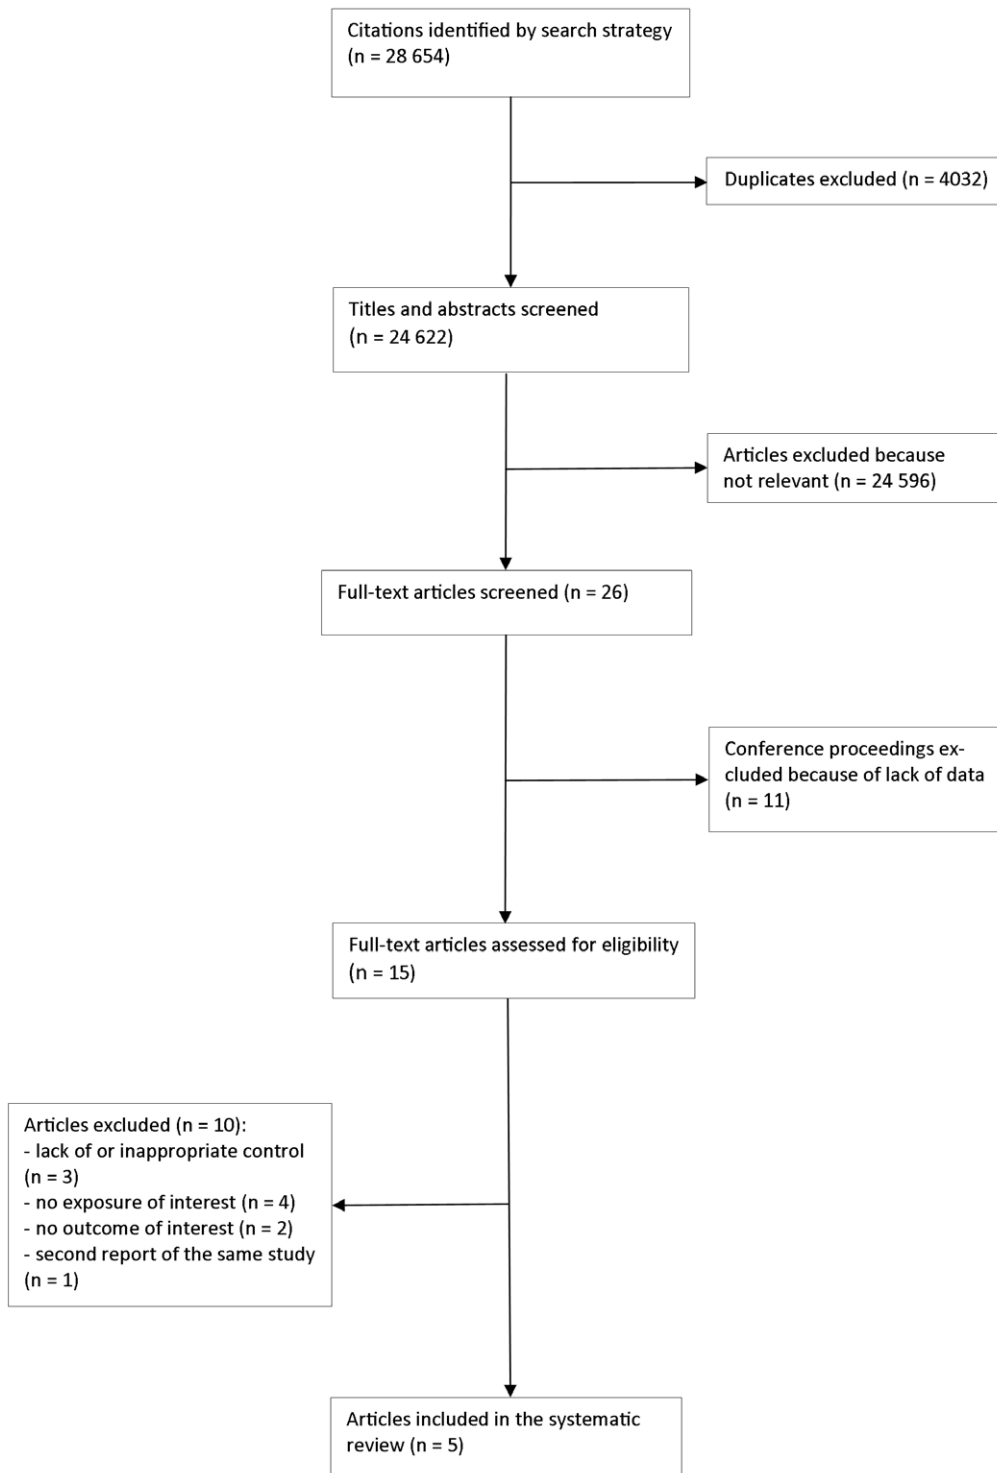 Citations identified by search strategy
(n = 28 654)
Duplicates excluded (n = 4032)
Titles and abstracts screened
(n = 24 622)
Articles excluded because
not relevant (n = 24 596)
Full-text articles screened (n = 26)
Conference proceedings ex-
cluded because of lack of data
(n = 11)
Full-text articles assessed for eligibility
(n = 15)
Articles excluded (n = 10):
- lack of or inappropriate control
(n = 3)
- no exposure of interest (n = 4)
- no outcome of interest (n = 2)
- second report of the same study
(n = 1)
Articles included in the systematic
review (n = 5)